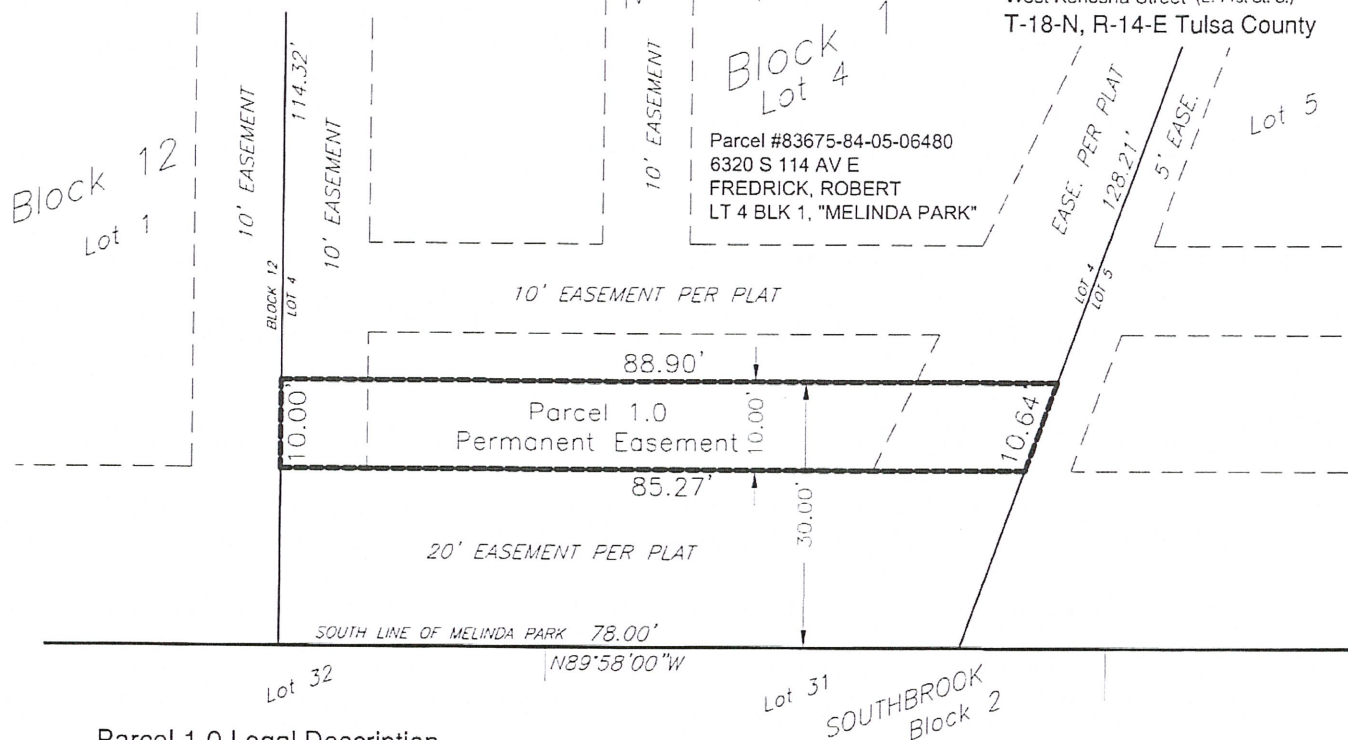 T-18-N, R-14-E Tulsa County
Block 1
Lot 4
Parcel #83675-84-05-06480
6320 S 114 AV E
FREDRICK, ROBERT
LT 4 BLK 1, "MELINDA PARK"
Block 12
Lot 1
10' EASEMENT
114.32'
10' EASEMENT
10' EASEMENT
EASE. PER PLAT
128.21'
5' EASE.
Lot 5
BLOCK 12
LOT 4
LOT 4
LOT 5
10' EASEMENT PER PLAT
88.90'
10.00'
Parcel 1.0
Permanent Easement
10.00'
10.64'
85.27'
30.00'
20' EASEMENT PER PLAT
SOUTH LINE OF MELINDA PARK 78.00'
N89°58'00"W
Lot 32
Lot 31
SOUTHBROOK
Block 2
Parcel 1.0 Legal Description